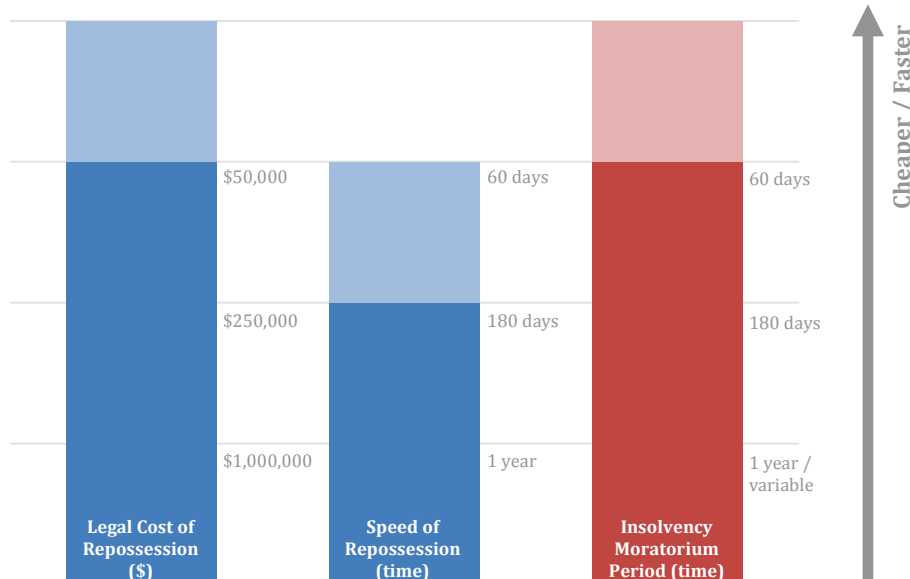 Cheaper / Faster
$50,000
60 days
60 days
$250,000
180 days
180 days
$1,000,000
1 year
1 year /
variable
Legal Cost of
Repossession
($)
Speed of
Repossession
(time)
Insolvency
Moratorium
Period (time)